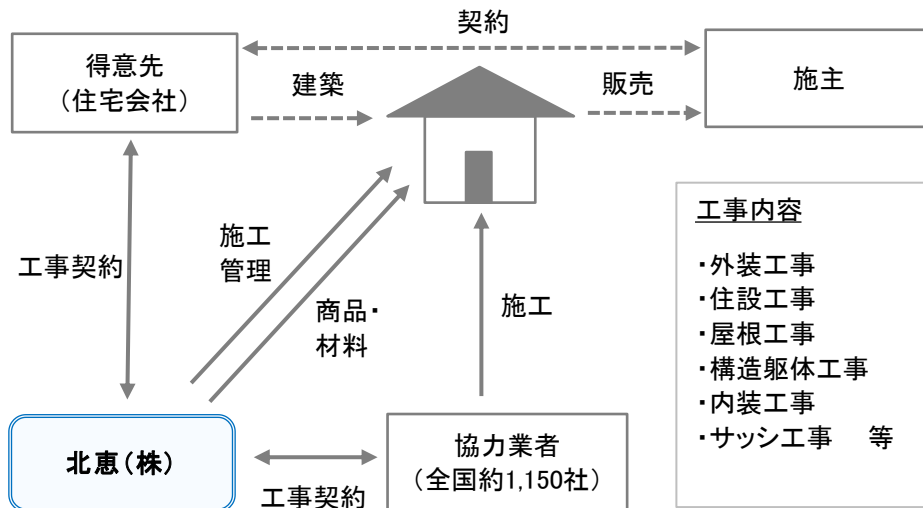 契約
得意先
（住宅会社）
建築
販売
施主
工事契約
施工
管理
商品・
材料
施工
工事内容
・外装工事
・住設工事
・屋根工事
・構造躯体工事
・内装工事
・サッシ工事　等
北恵（株）
工事契約
協力業者
（全国約1,150社）